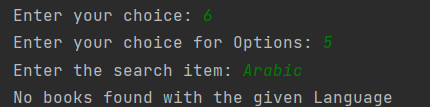 Enter your choice: 6
Enter your choice for Options: 5
Enter the search item: Arabic
No books found with the given Language